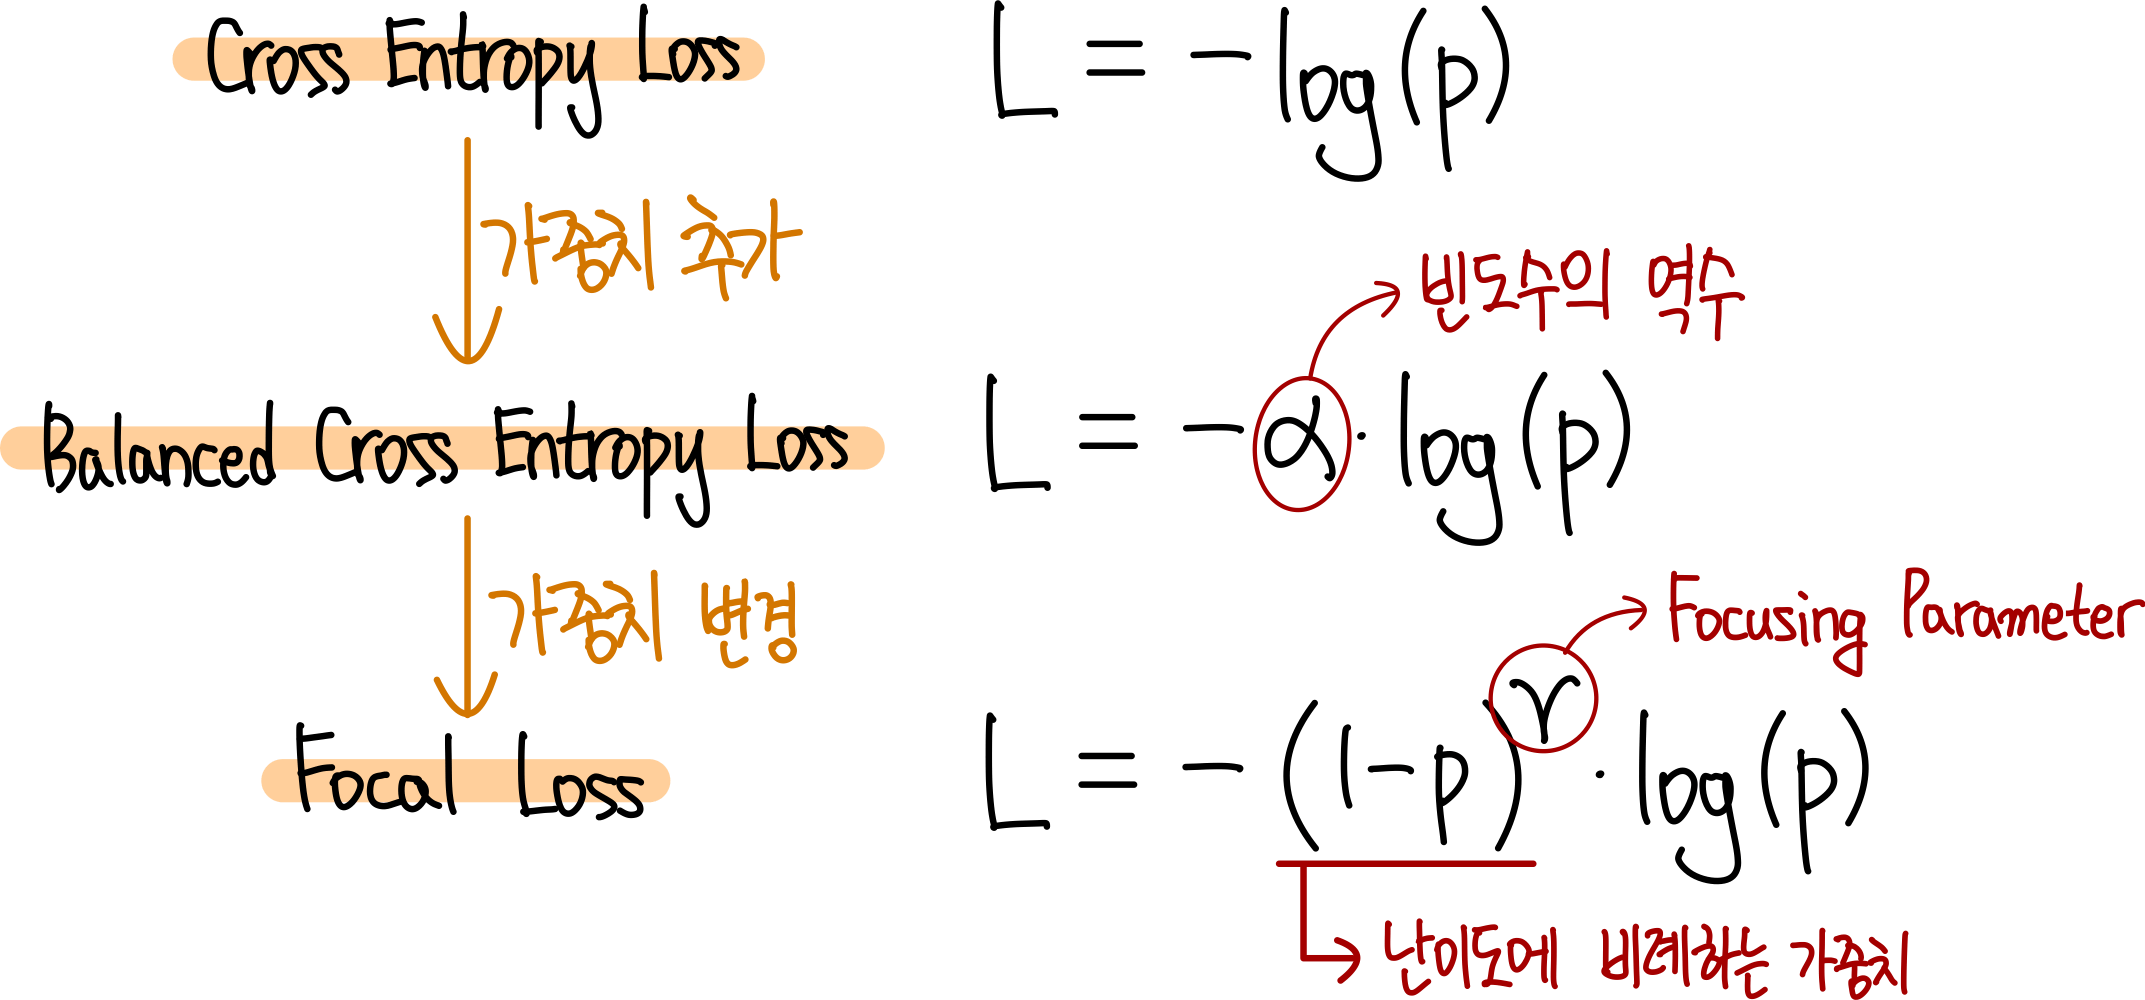 Cross Entropy Loss
L = -log(p)
가중치 추가
빈도수의 역수
Balanced Cross Entropy Loss
L = -α·log(p)
가중치 변경
Focusing Parameter
Focal Loss
L = -(1-p)^γ·log(p)
난이도에 비례하는 가중치